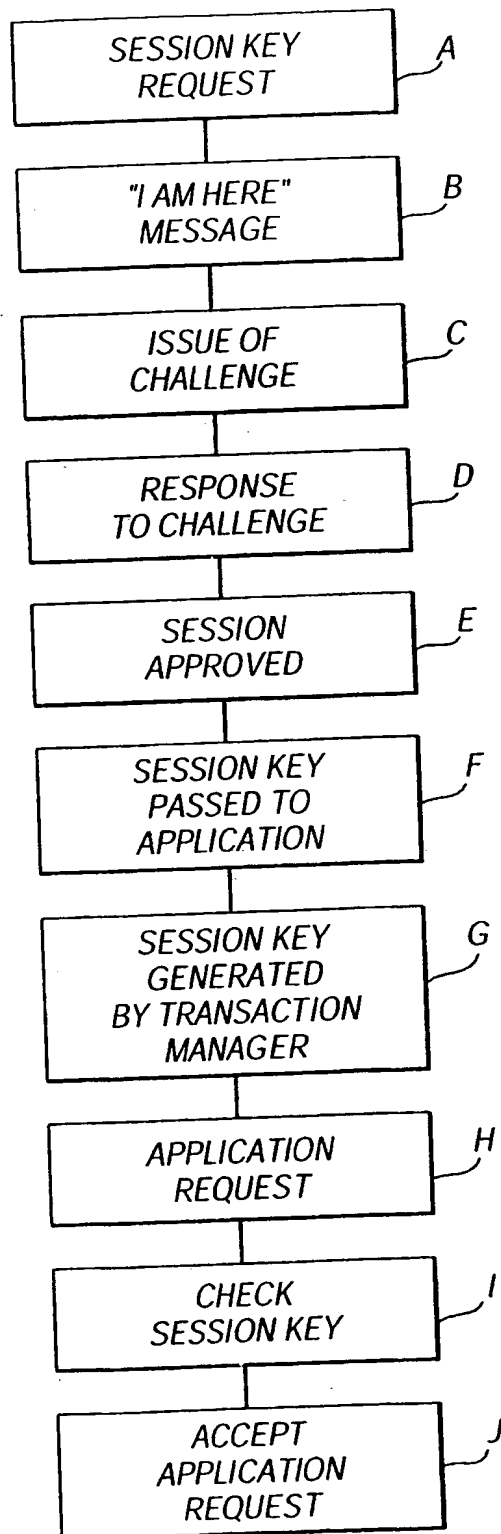 SESSION KEY
REQUEST
A
"I AM HERE"
MESSAGE
B
ISSUE OF
CHALLENGE
C
RESPONSE
TO CHALLENGE
D
SESSION
APPROVED
E
SESSION KEY
PASSED TO
APPLICATION
F
SESSION KEY
GENERATED
BY TRANSACTION
MANAGER
G
APPLICATION
REQUEST
H
CHECK
SESSION KEY
I
ACCEPT
APPLICATION
REQUEST
J